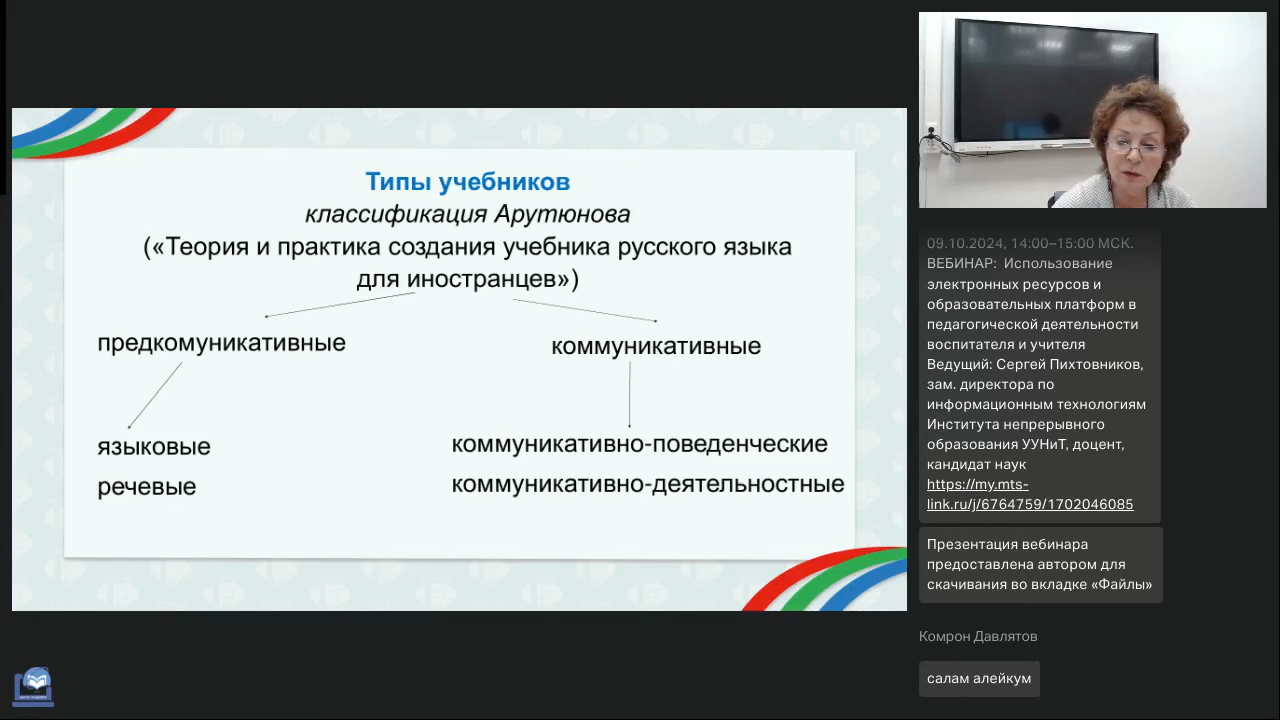 Типы учебников
классификация Арутюнова
(«Теория и практика создания учебника русского языка
для иностранцев»)
предкомуникативные
коммуникативные
языковые
речевые
коммуникативно-поведенческие
коммуникативно-деятельностные
09.10.2024, 14:00–15:00 МСК.
ВЕБИНАР: Использование
электронных ресурсов и
образовательных платформ в
педагогической деятельности
воспитателя и учителя
Ведущий: Сергей Пихтовников,
зам. директора по
информационным технологиям
Института непрерывного
образования УУНиТ, доцент,
кандидат наук
https://my.mts-
link.ru/j/6764759/1702046085
Презентация вебинара
предоставлена автором для
скачивания во вкладке «Файлы»
Комрон Давлятов
салам алейкум